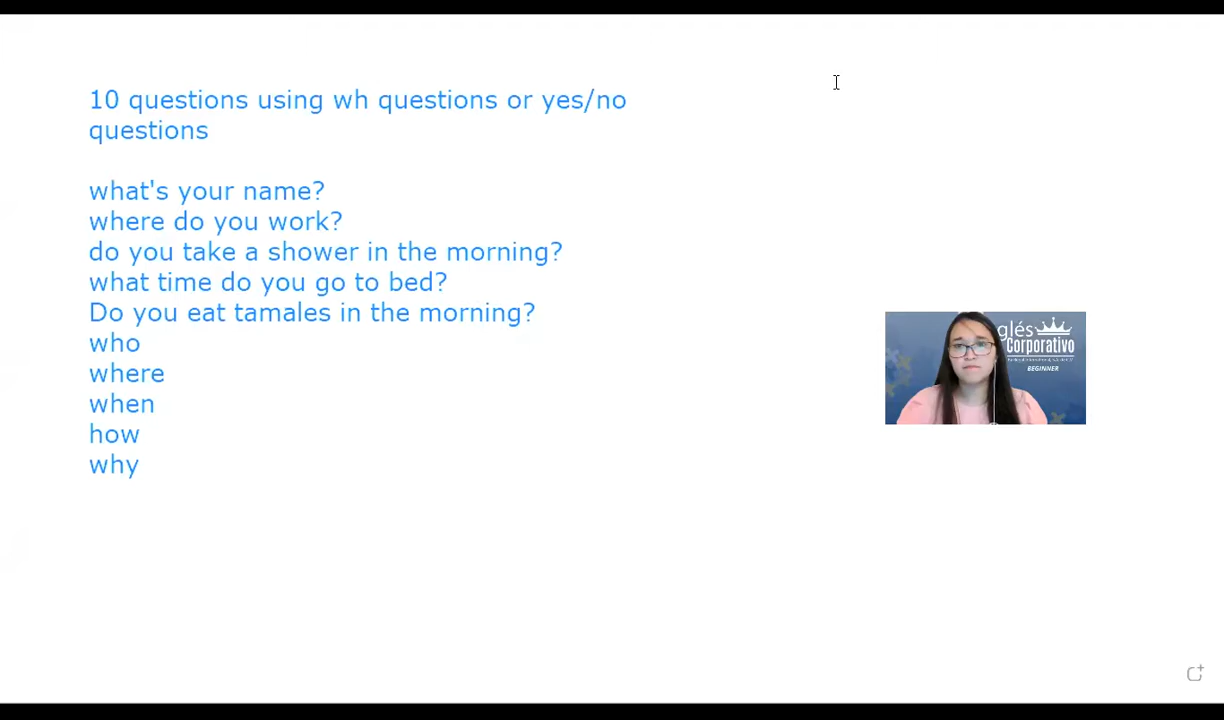 10 questions using wh questions or yes/no
questions
what's your name?
where do you work?
do you take a shower in the morning?
what time do you go to bed?
Do you eat tamales in the morning?
who
where
when
how
why
glés
Corporativo
BEGINNER